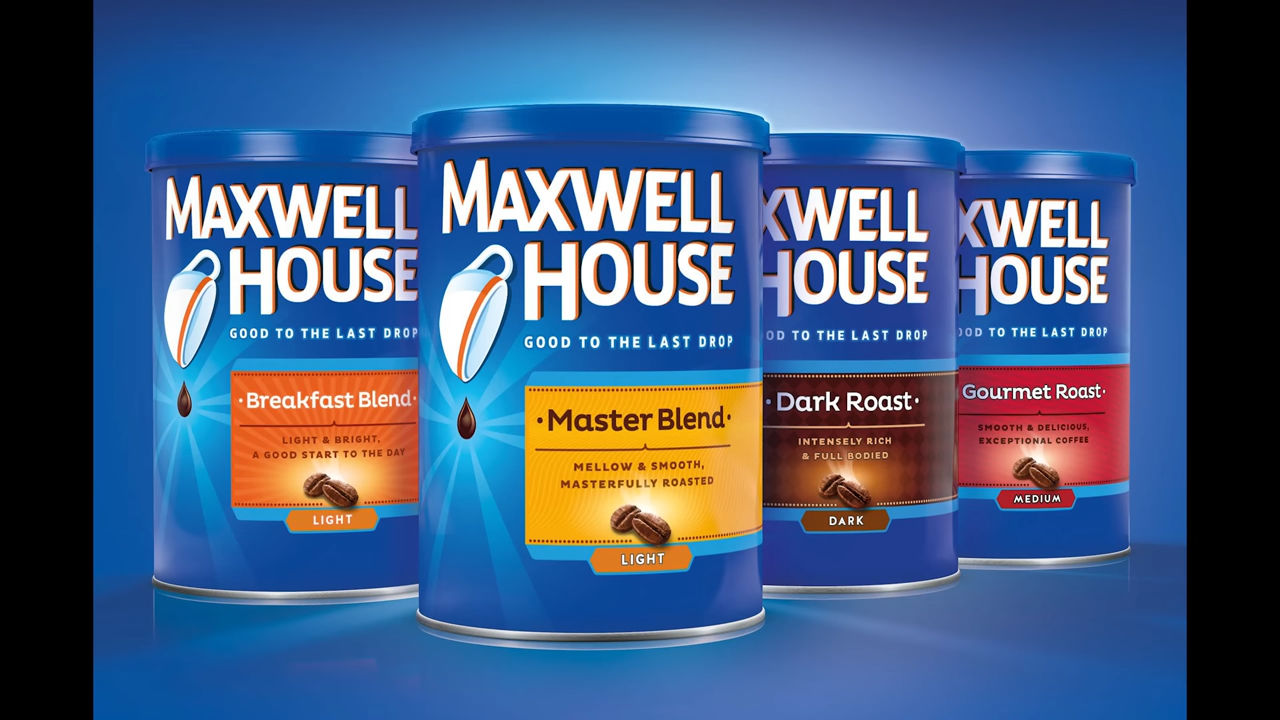 MAXWELL
HOUSE
GOOD TO THE LAST DROP
·Breakfast Blend·
LIGHT & BRIGHT,
A GOOD START TO THE DAY
LIGHT
MAXWELL
HOUSE
GOOD TO THE LAST DROP
·Master Blend·
MELLOW & SMOOTH,
MASTERFULLY ROASTED
LIGHT
XWELL
HOUSE
OD TO THE LAST DROP
·Dark Roast·
INTENSELY RICH
& FULL BODIED
DARK
XWELL
HOUSE
OOD TO THE LAST DROP
Gourmet Roast·
SMOOTH & DELICIOUS,
EXCEPTIONAL COFFEE
MEDIUM